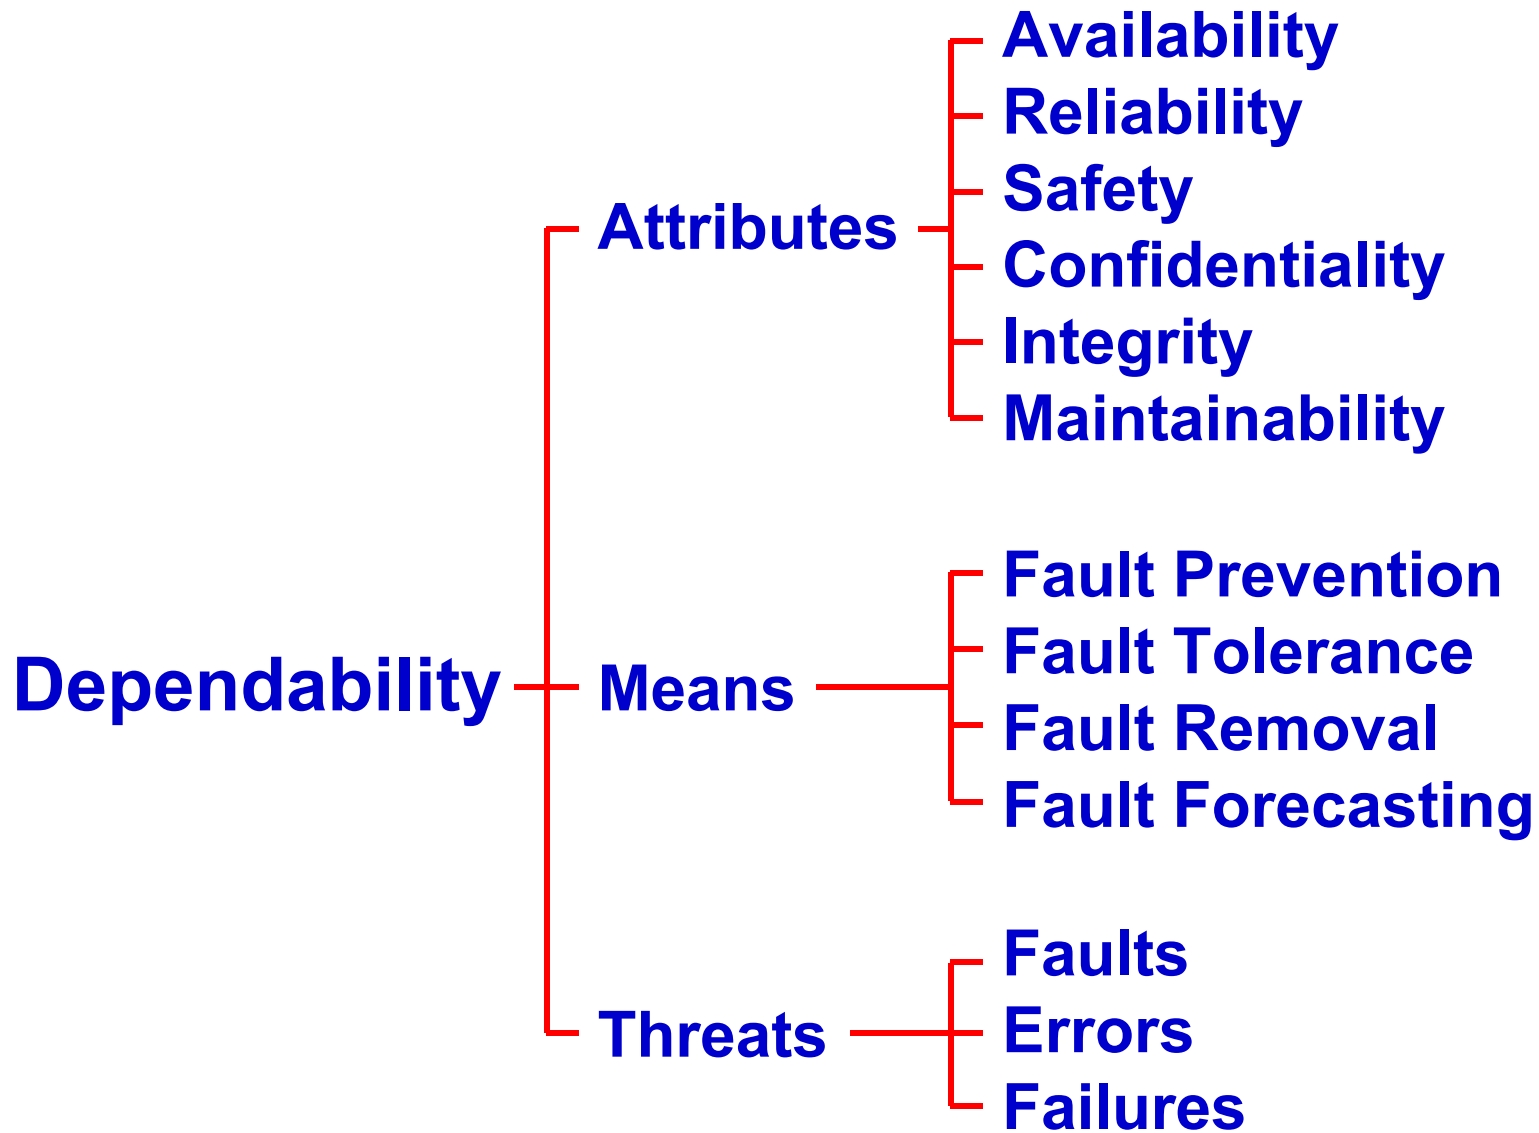 Dependability
Attributes
Availability
Reliability
Safety
Confidentiality
Integrity
Maintainability
Means
Fault Prevention
Fault Tolerance
Fault Removal
Fault Forecasting
Threats
Faults
Errors
Failures